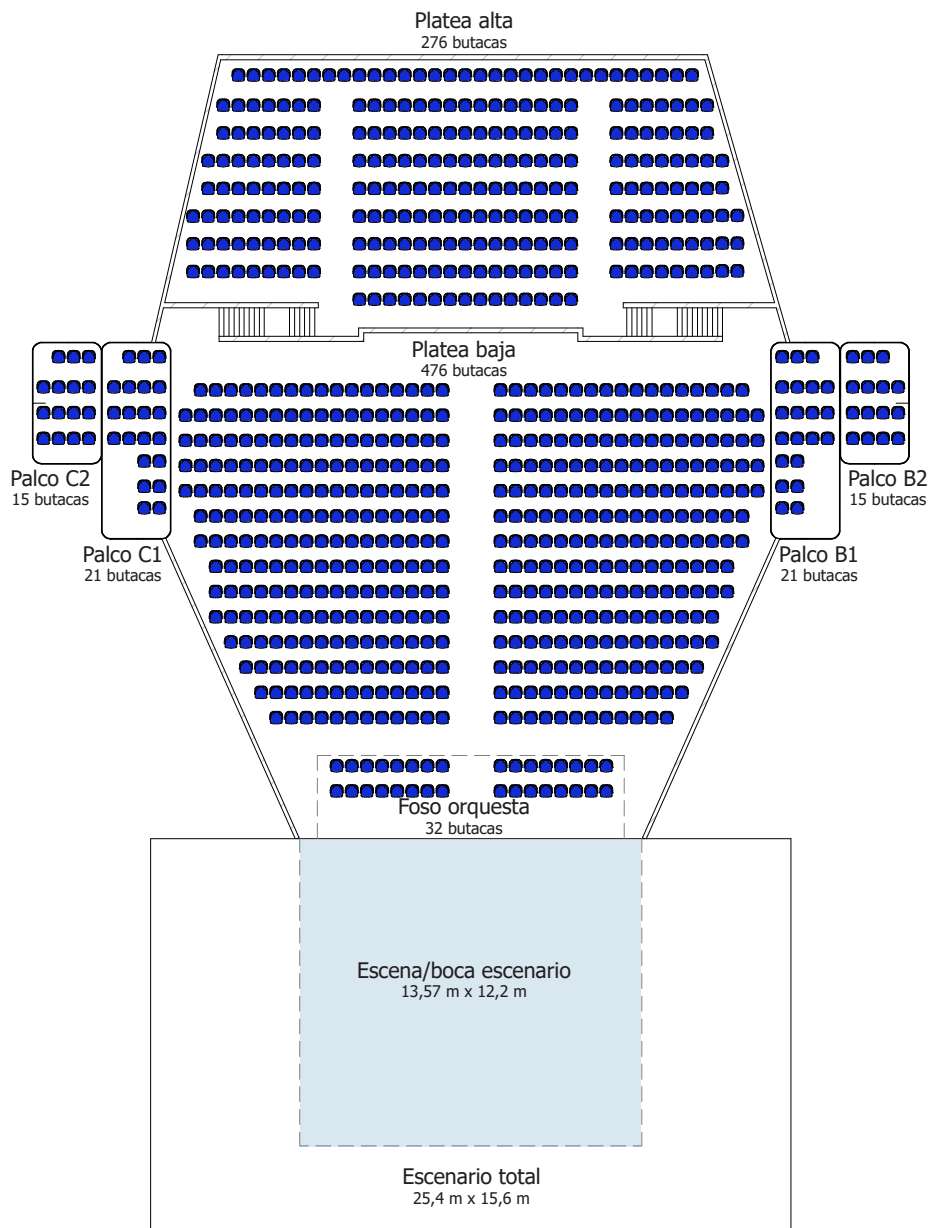 Platea alta
276 butacas
Platea baja
476 butacas
Palco C2
15 butacas
Palco B2
15 butacas
Palco C1
21 butacas
Palco B1
21 butacas
Foso orquesta
32 butacas
Escena/boca escenario
13,57 m x 12,2 m
Escenario total
25,4 m x 15,6 m